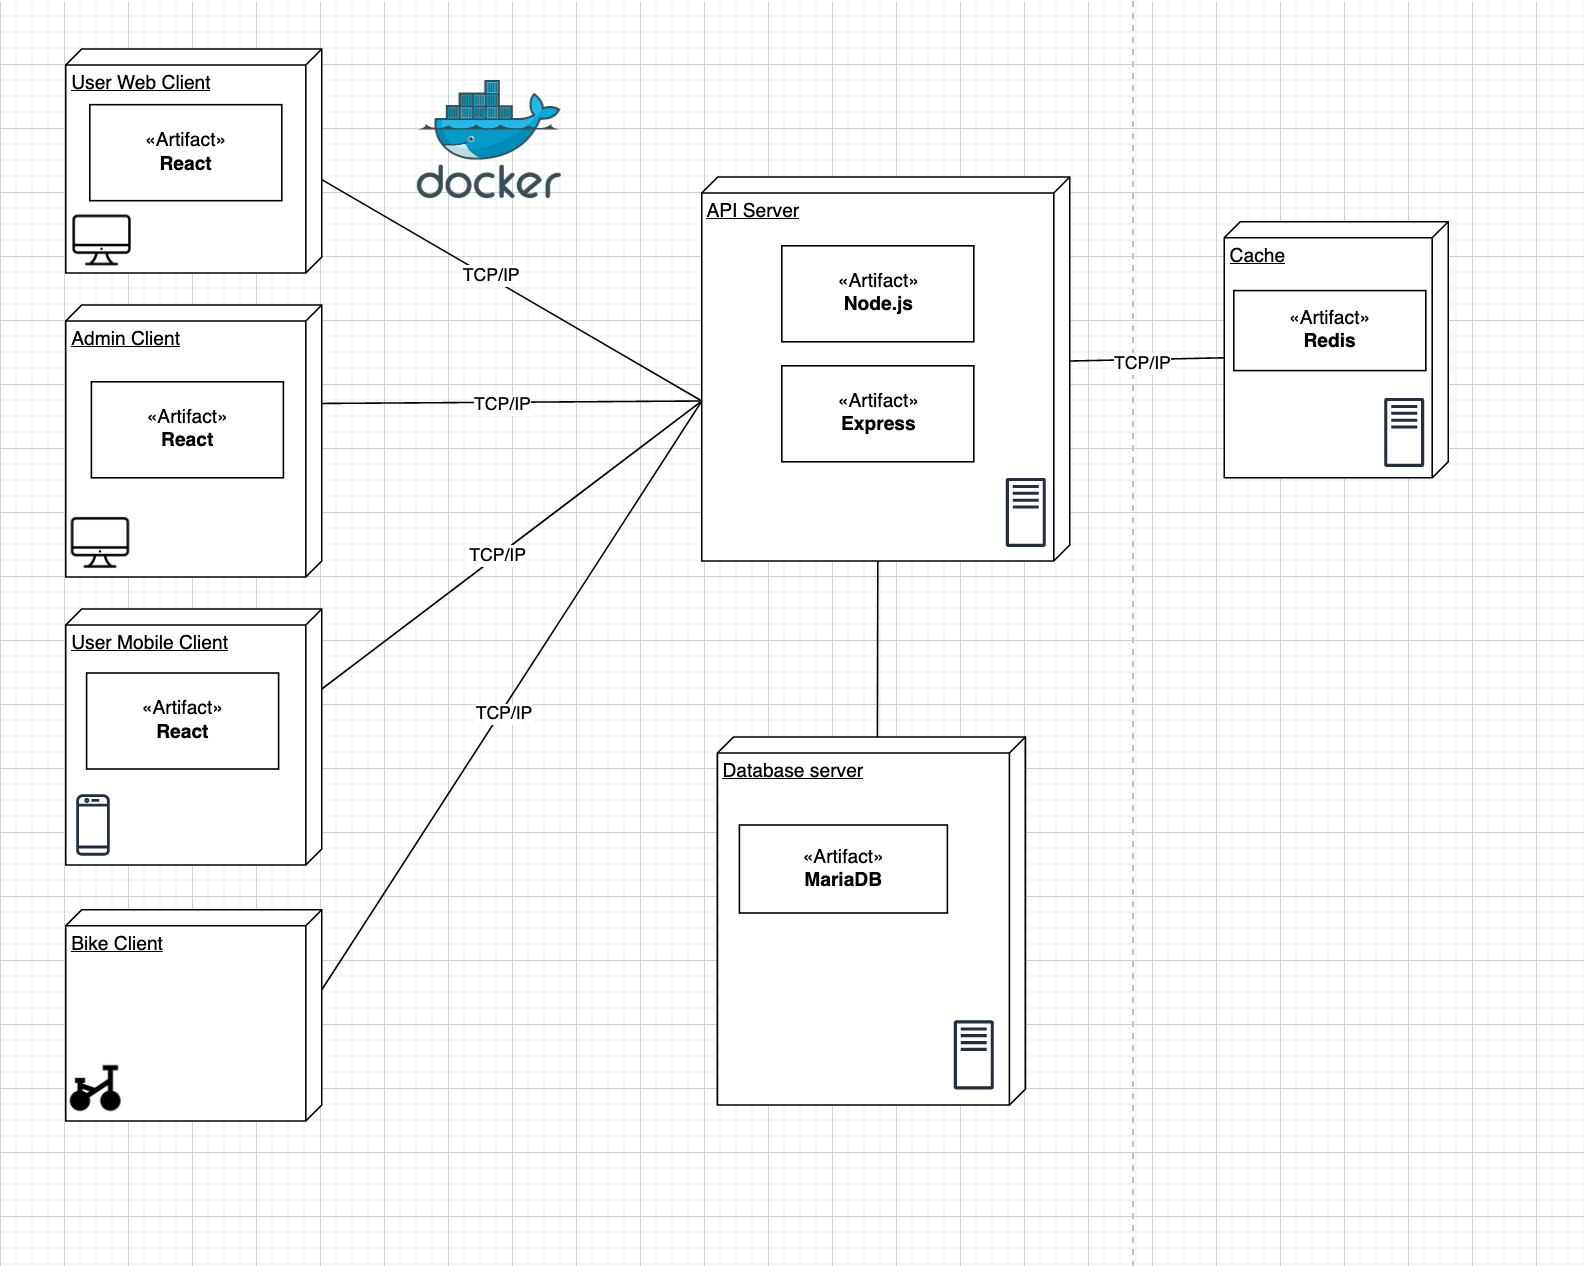 User Web Client
«Artifact»
React
docker
TCP/IP
Admin Client
«Artifact»
React
TCP/IP
User Mobile Client
«Artifact»
React
TCP/IP
TCP/IP
Bike Client
API Server
«Artifact»
Node.js
«Artifact»
Express
TCP/IP
Cache
«Artifact»
Redis
Database server
«Artifact»
MariaDB